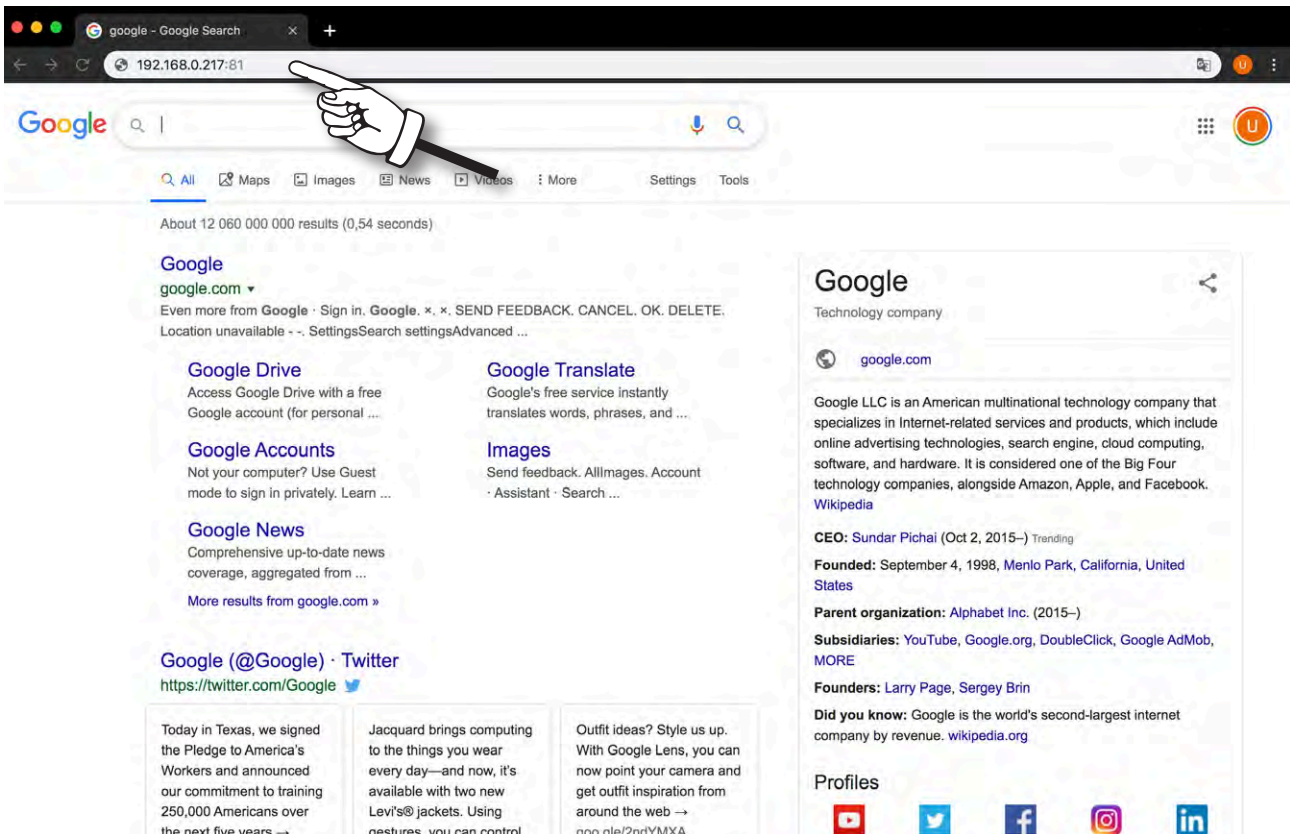 google - Google Search
192.168.0.217:81
U
Google
U
All Maps Images News Videos More Settings Tools
About 12 060 000 000 results (0,54 seconds)
Google
google.com
Even more from Google · Sign in. Google. ×. ×. SEND FEEDBACK. CANCEL. OK. DELETE.
Location unavailable - -. SettingsSearch settingsAdvanced ...
Google Drive
Access Google Drive with a free
Google account (for personal ...
Google Translate
Google's free service instantly
translates words, phrases, and ...
Google Accounts
Not your computer? Use Guest
mode to sign in privately. Learn ...
Images
Send feedback. AllImages. Account
· Assistant · Search ...
Google News
Comprehensive up-to-date news
coverage, aggregated from ...
More results from google.com »
Google (@Google) · Twitter
https://twitter.com/Google
Today in Texas, we signed
the Pledge to America's
Workers and announced
our commitment to training
250,000 Americans over
the next five years →
Jacquard brings computing
to the things you wear
every day—and now, it's
available with two new
Levi's® jackets. Using
gestures, you can control
Outfit ideas? Style us up.
With Google Lens, you can
now point your camera and
get outfit inspiration from
around the web →
goo.gle/2ndYMXA
Google
Technology company
google.com
Google LLC is an American multinational technology company that
specializes in Internet-related services and products, which include
online advertising technologies, search engine, cloud computing,
software, and hardware. It is considered one of the Big Four
technology companies, alongside Amazon, Apple, and Facebook.
Wikipedia
CEO: Sundar Pichai (Oct 2, 2015–) Trending
Founded: September 4, 1998, Menlo Park, California, United
States
Parent organization: Alphabet Inc. (2015–)
Subsidiaries: YouTube, Google.org, DoubleClick, Google AdMob,
MORE
Founders: Larry Page, Sergey Brin
Did you know: Google is the world's second-largest internet
company by revenue. wikipedia.org
Profiles